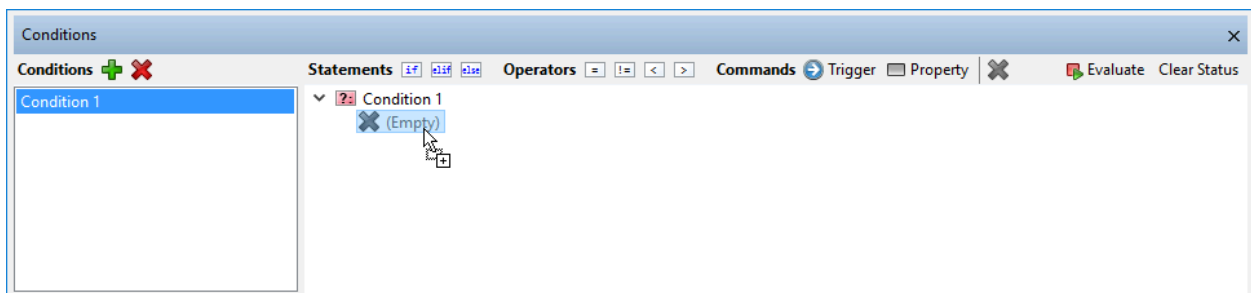 Conditions
Conditions Statements if elif else Operators = != < > Commands Trigger Property Evaluate Clear Status
Condition 1
?: Condition 1
(Empty)